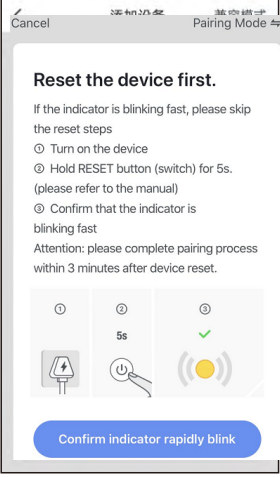 Cancel
Pairing Mode ⇋
Reset the device first.
If the indicator is blinking fast, please skip
the reset steps
① Turn on the device
② Hold RESET button (switch) for 5s.
(please refer to the manual)
③ Confirm that the indicator is
blinking fast
Attention: please complete pairing process
within 3 minutes after device reset.
① ② ③
5s
Confirm indicator rapidly blink